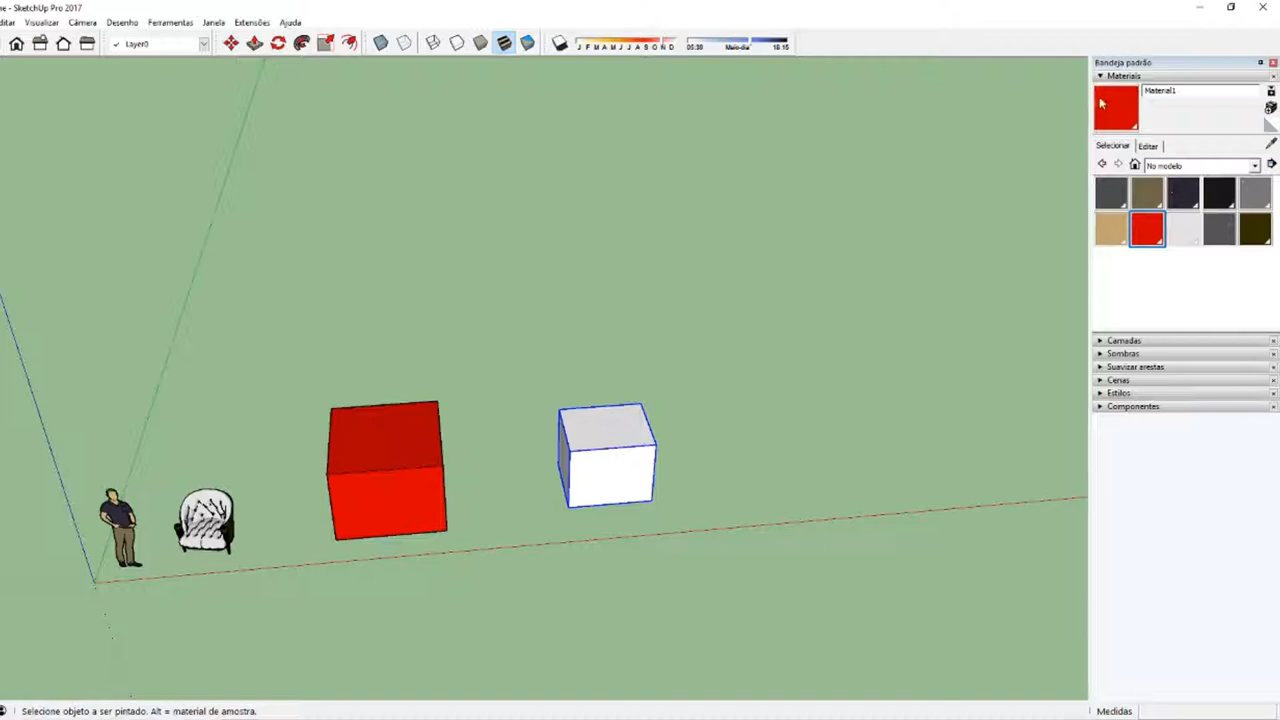 ne - SketchUp Pro 2017
ditar Visualizar Câmera Desenho Ferramentas Janela Extensões Ajuda
Layer0
J F M A M J J A S O N D
05:38 Meio-dia 18:15
Bandeja padrão
Materiais
Material1
Selecionar Editar
No modelo
Camadas
Sombras
Suavizar arestas
Cenas
Estilos
Componentes
Selecione objeto a ser pintado. Alt = material de amostra.
Medidas